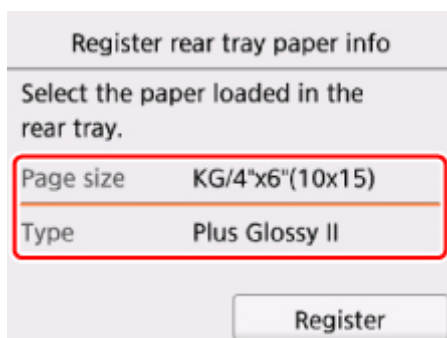 Register rear tray paper info
Select the paper loaded in the
rear tray.
Page size KG/4"x6"(10x15)
Type Plus Glossy II
Register